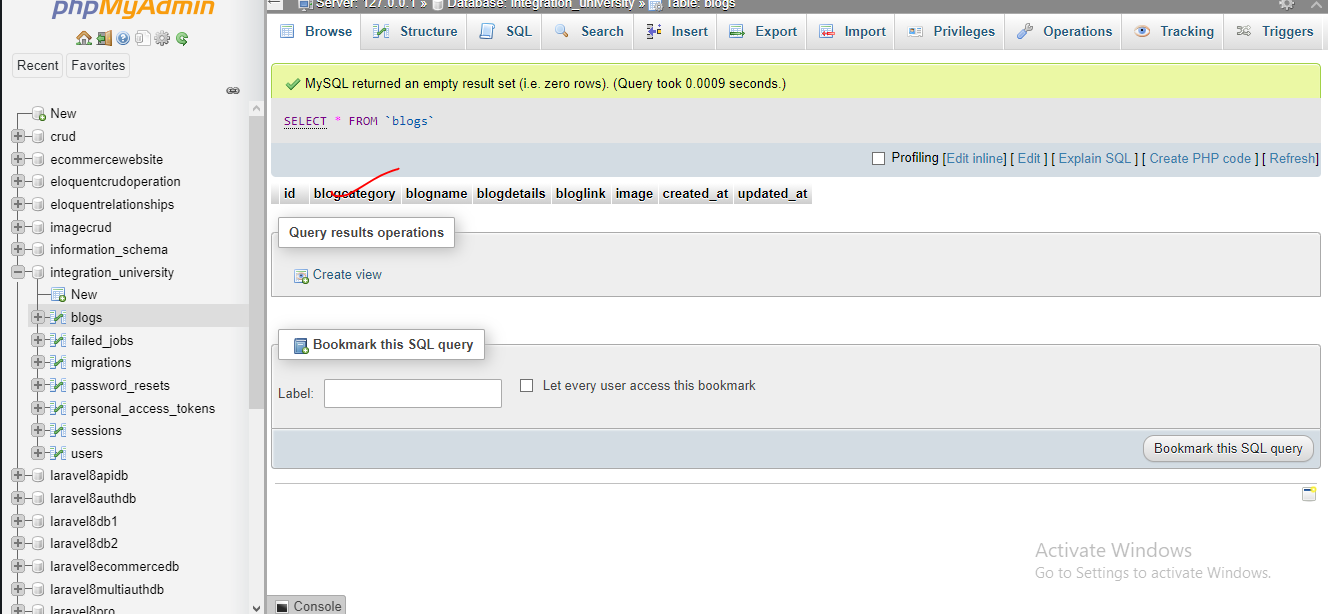 phpMyAdmin
Server: 127.0.0.1 » Database: integration_university » Table: blogs
Browse Structure SQL Search Insert Export Import Privileges Operations Tracking Triggers
Recent Favorites
MySQL returned an empty result set (i.e. zero rows). (Query took 0.0009 seconds.)
SELECT * FROM `blogs`
Profiling [Edit inline] [ Edit ] [ Explain SQL ] [ Create PHP code ] [ Refresh]
id blogcategory blogname blogdetails bloglink image created_at updated_at
Query results operations
Create view
Bookmark this SQL query
Label: Let every user access this bookmark
Bookmark this SQL query
New
crud
ecommercewebsite
eloquentcrudoperation
eloquentrelationships
imagecrud
information_schema
integration_university
New
blogs
failed_jobs
migrations
password_resets
personal_access_tokens
sessions
users
laravel8apidb
laravel8authdb
laravel8db1
laravel8db2
laravel8ecommercedb
laravel8multiauthdb
laravel8pro
Activate Windows
Go to Settings to activate Windows.
Console